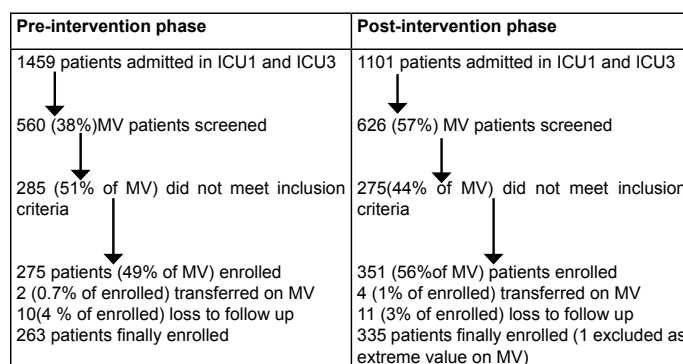 Pre-intervention phase
1459 patients admitted in ICU1 and ICU3
560 (38%)MV patients screened
285 (51% of MV) did not meet inclusion
criteria
275 patients (49% of MV) enrolled
2 (0.7% of enrolled) transferred on MV
10(4 % of enrolled) loss to follow up
263 patients finally enrolled
Post-intervention phase
1101 patients admitted in ICU1 and ICU3
626 (57%) MV patients screened
275(44% of MV) did not meet inclusion
criteria
351 (56%of MV) patients enrolled
4 (1% of enrolled) transferred on MV
11 (3% of enrolled) loss to follow up
335 patients finally enrolled (1 excluded as
extreme value on MV)